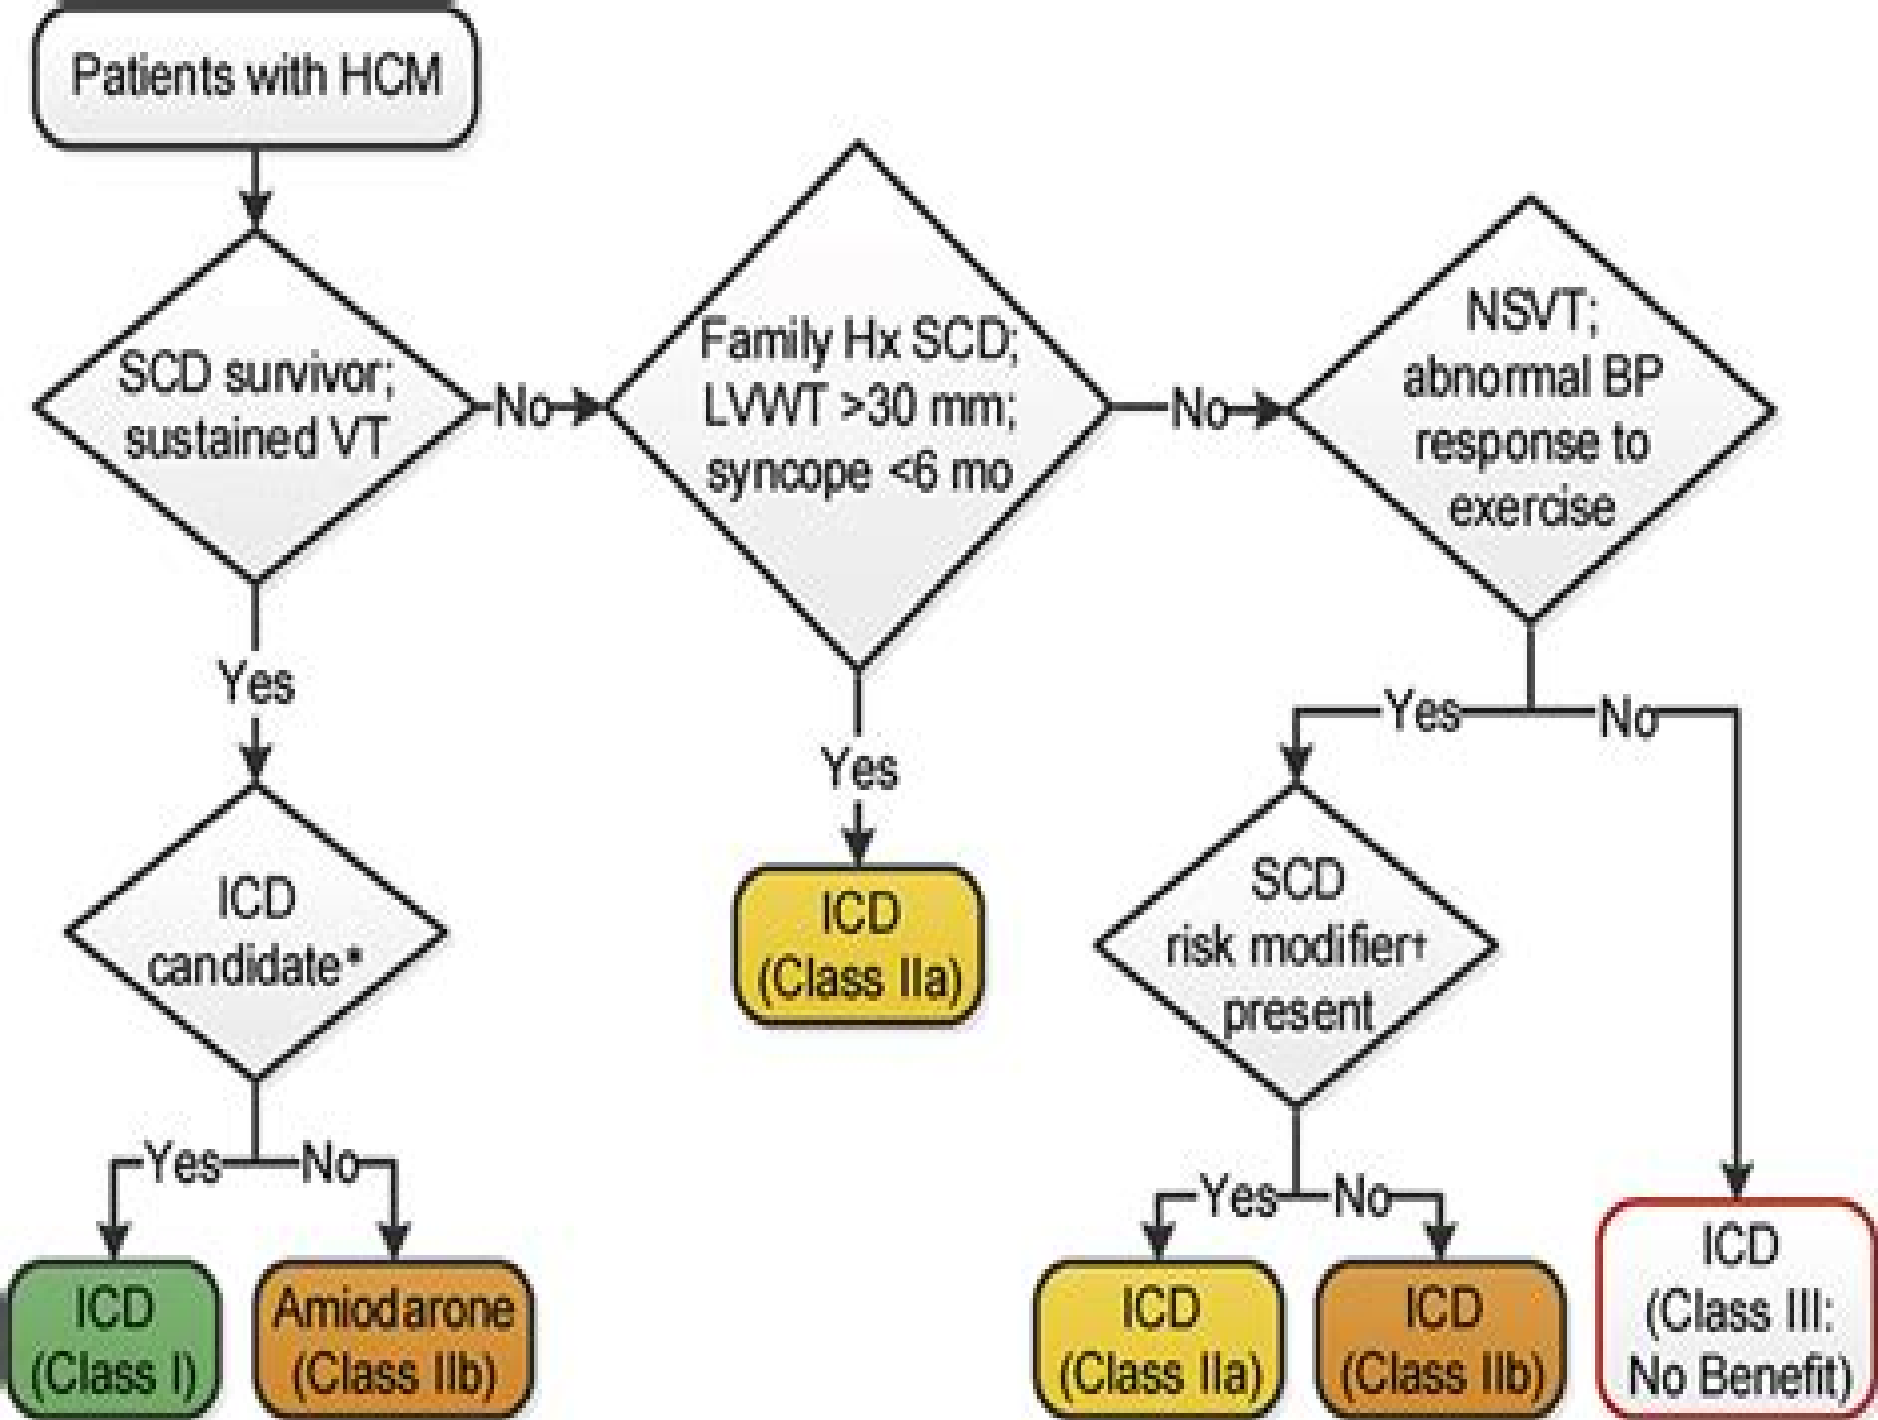 Patients with HCM
SCD survivor;
sustained VT
No
Family Hx SCD;
LVWT >30 mm;
syncope <6 mo
No
NSVT;
abnormal BP
response to
exercise
Yes
Yes
Yes
No
ICD
candidate*
ICD
(Class IIa)
SCD
risk modifier†
present
Yes
No
Yes
No
ICD
(Class I)
Amiodarone
(Class IIb)
ICD
(Class IIa)
ICD
(Class IIb)
ICD
(Class III:
No Benefit)